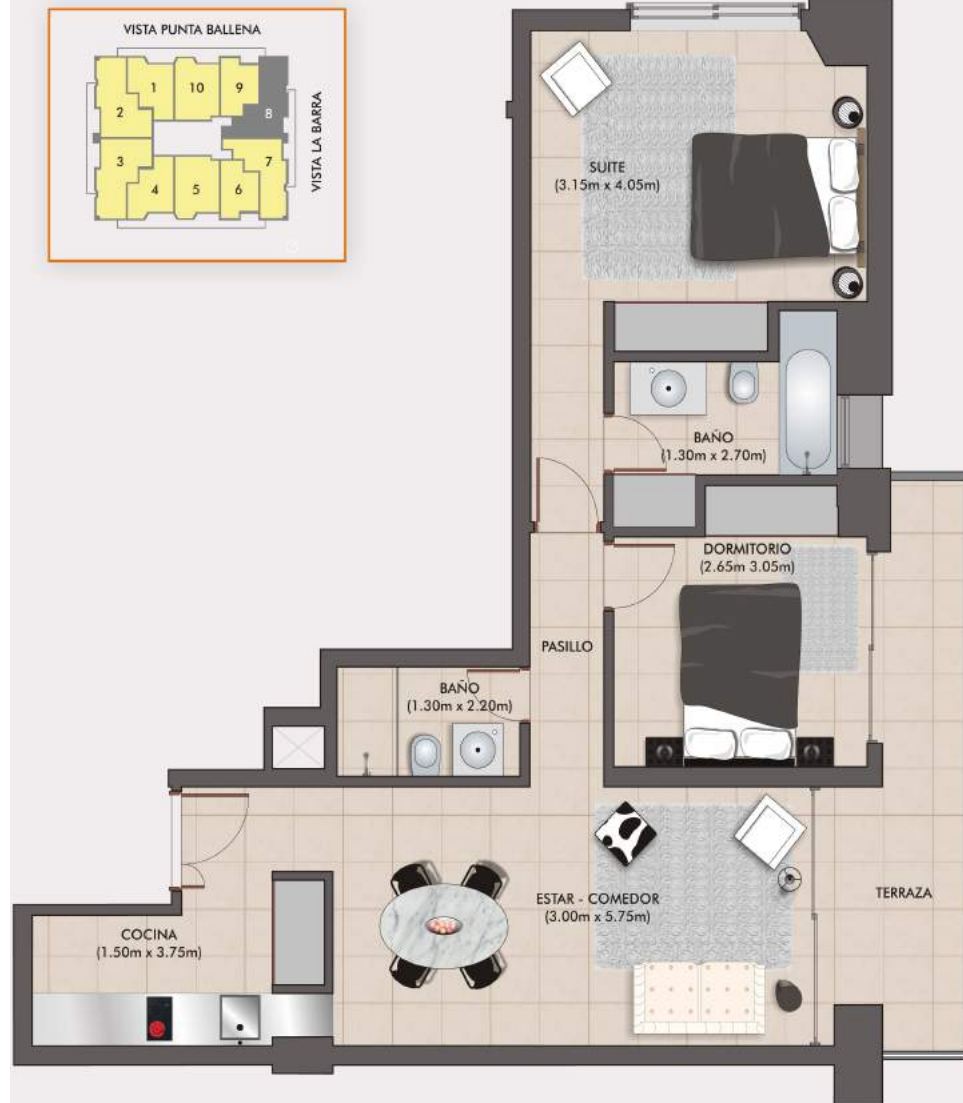 VISTA PUNTA BALLENA
1
10
9
2
8
3
7
4
5
6
VISTA LA BARRA
SUITE
(3.15m x 4.05m)
BAÑO
(1.30m x 2.70m)
DORMITORIO
(2.65m 3.05m)
PASILLO
BAÑO
(1.30m x 2.20m)
ESTAR - COMEDOR
(3.00m x 5.75m)
TERRAZA
COCINA
(1.50m x 3.75m)